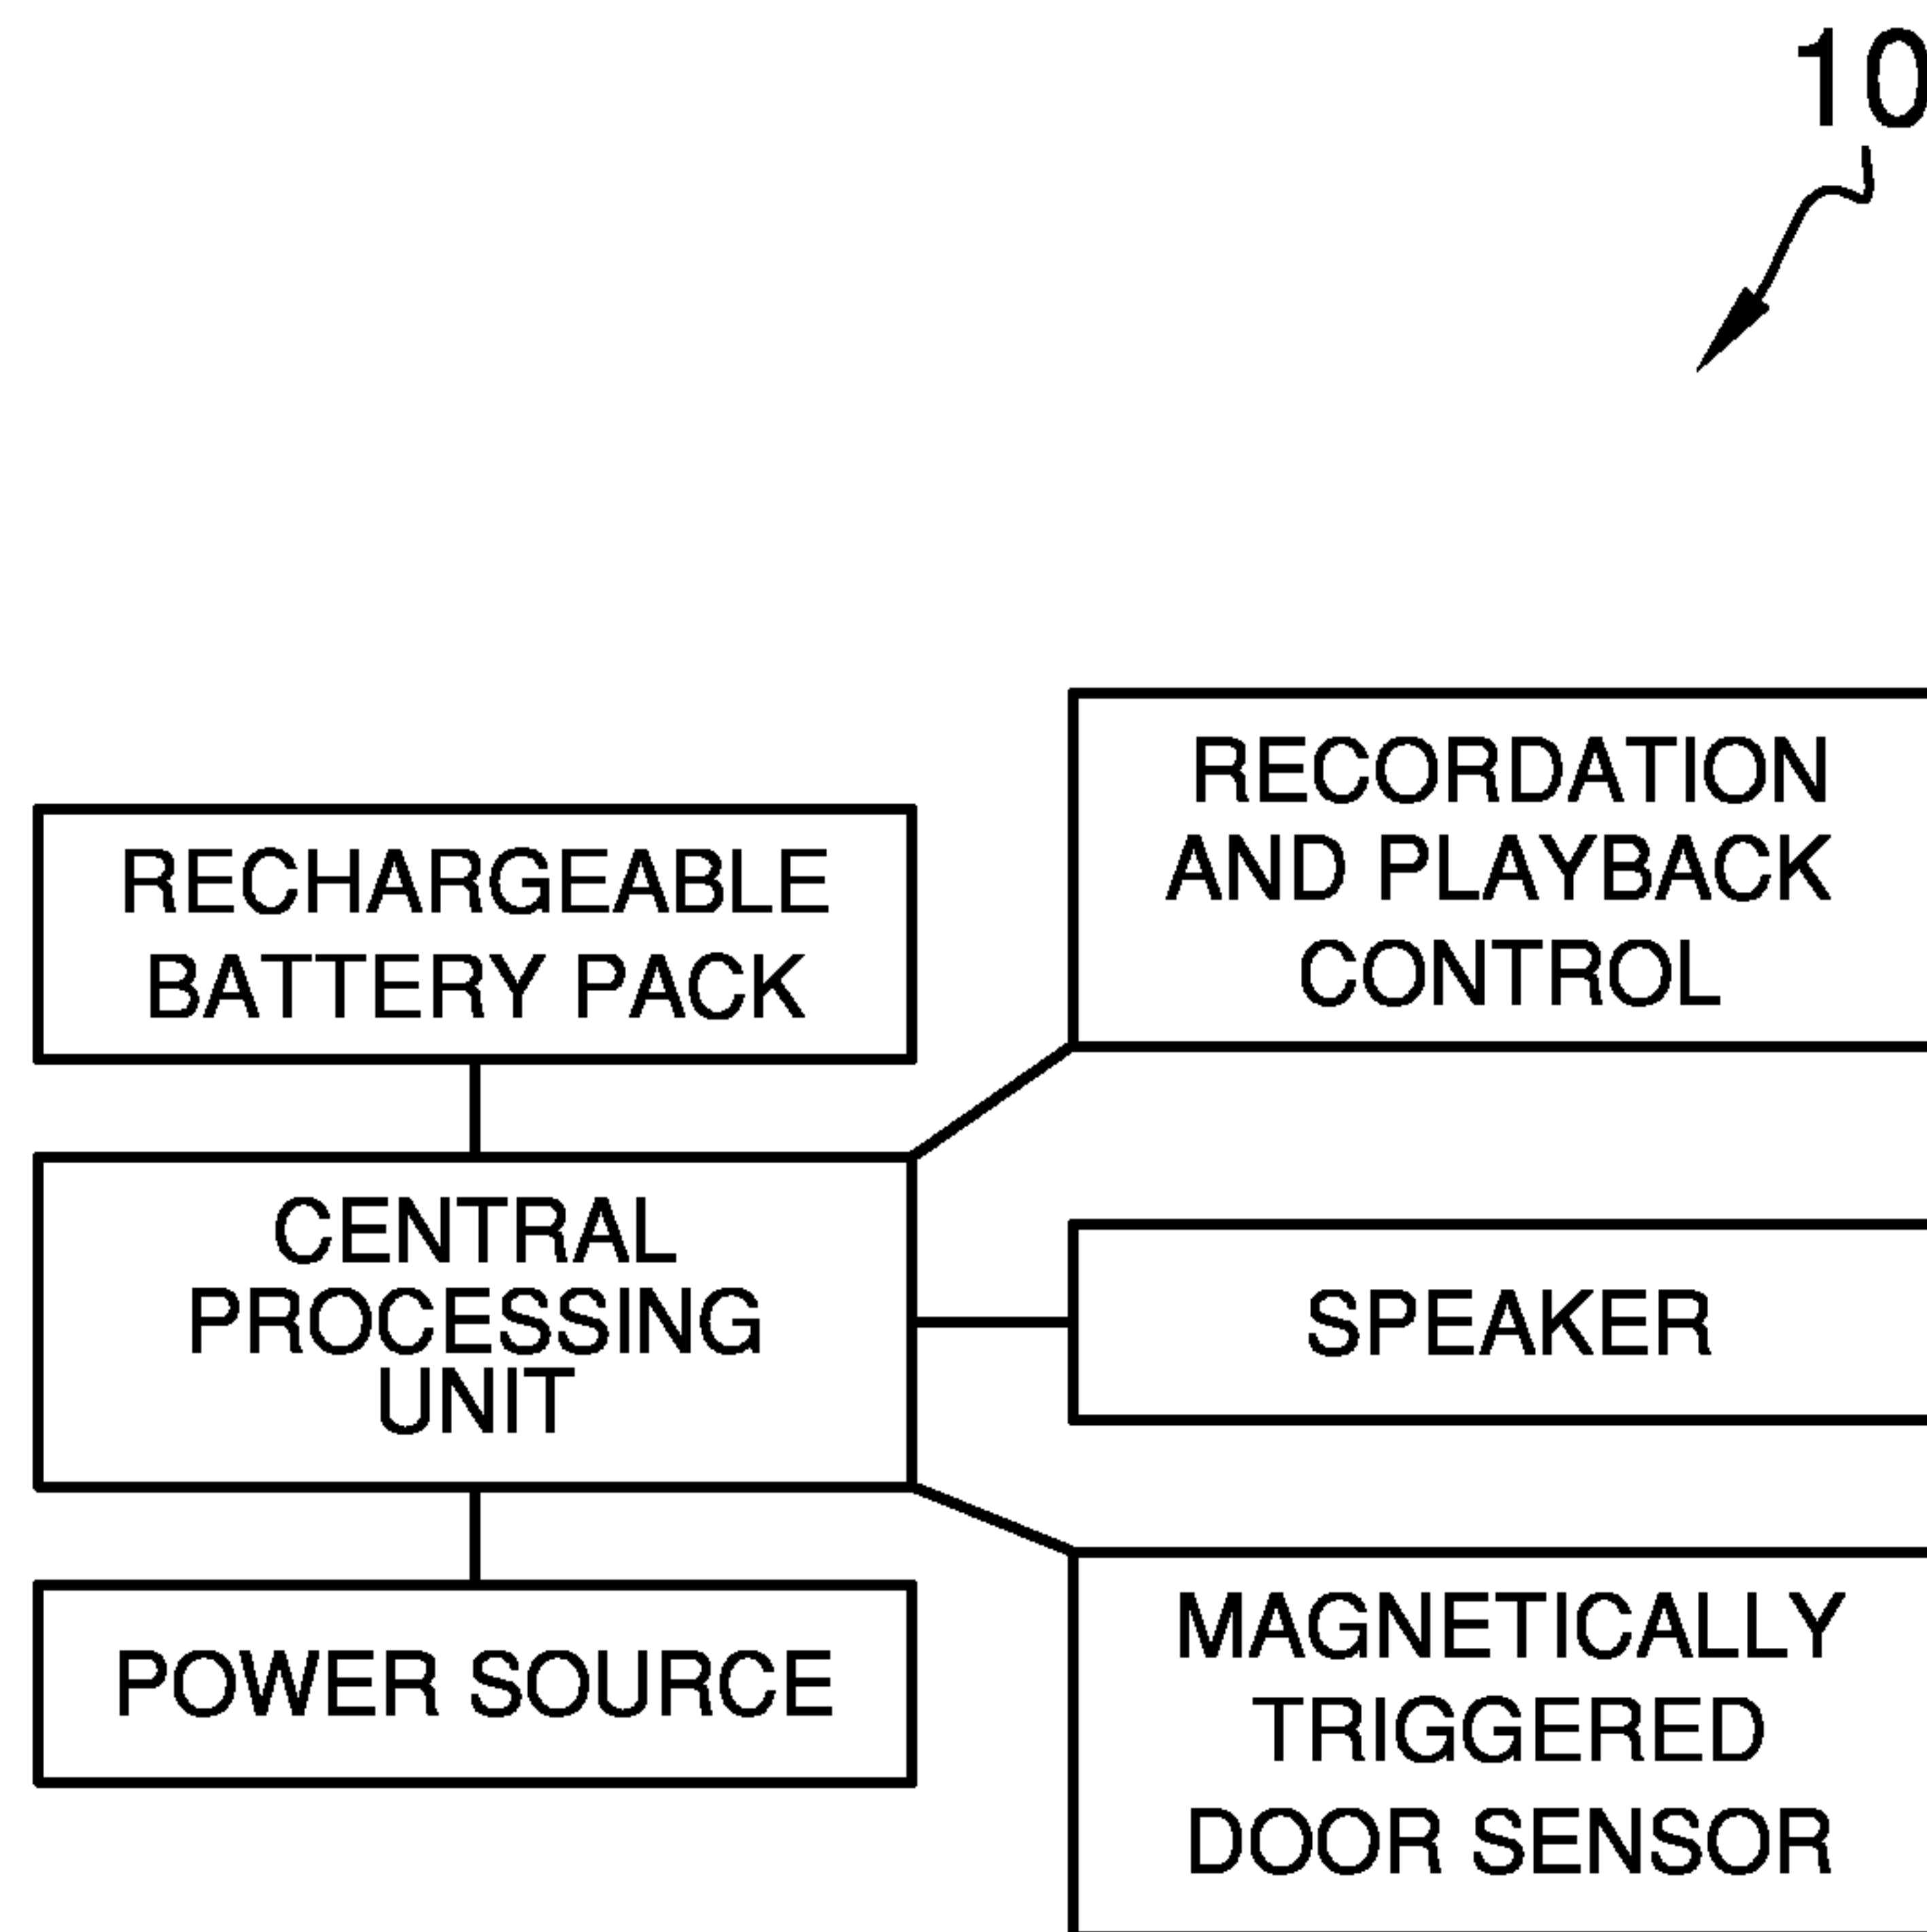 10
RECHARGEABLE
BATTERY PACK
CENTRAL
PROCESSING
UNIT
POWER SOURCE
RECORDATION
AND PLAYBACK
CONTROL
SPEAKER
MAGNETICALLY
TRIGGERED
DOOR SENSOR